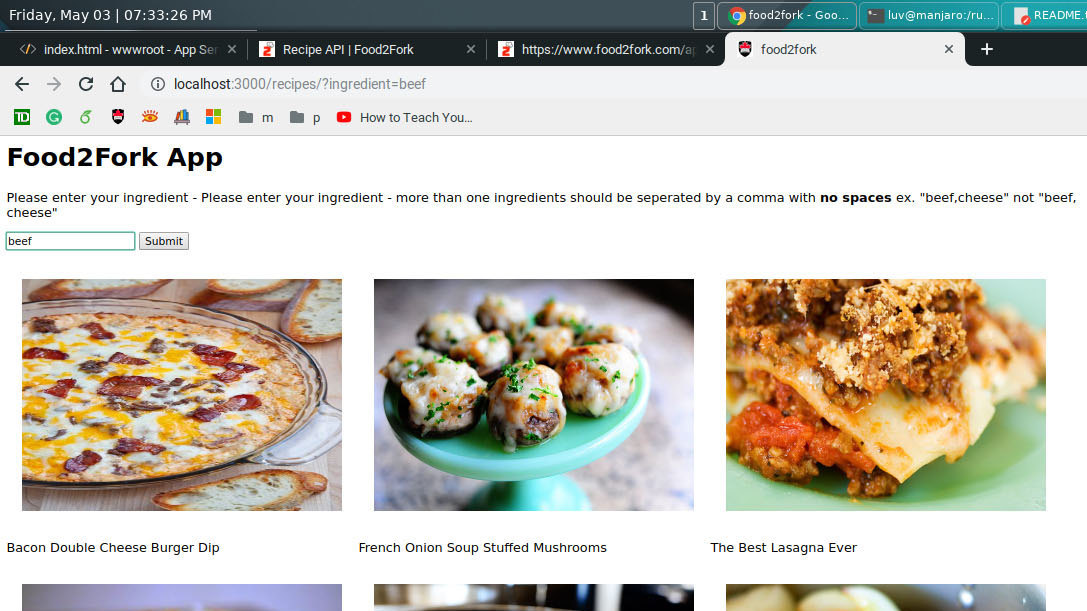 Friday, May 03 | 07:33:26 PM
1
food2fork - Goo...
luv@manjaro:/ru...
README.
index.html - wwwroot - App Ser
Recipe API | Food2Fork
https://www.food2fork.com/ap
food2fork
localhost:3000/recipes/?ingredient=beef
TD
m
p
How to Teach You...
Food2Fork App
Please enter your ingredient - Please enter your ingredient - more than one ingredients should be seperated by a comma with no spaces ex. "beef,cheese" not "beef,
cheese"
beef
Submit
Bacon Double Cheese Burger Dip
French Onion Soup Stuffed Mushrooms
The Best Lasagna Ever